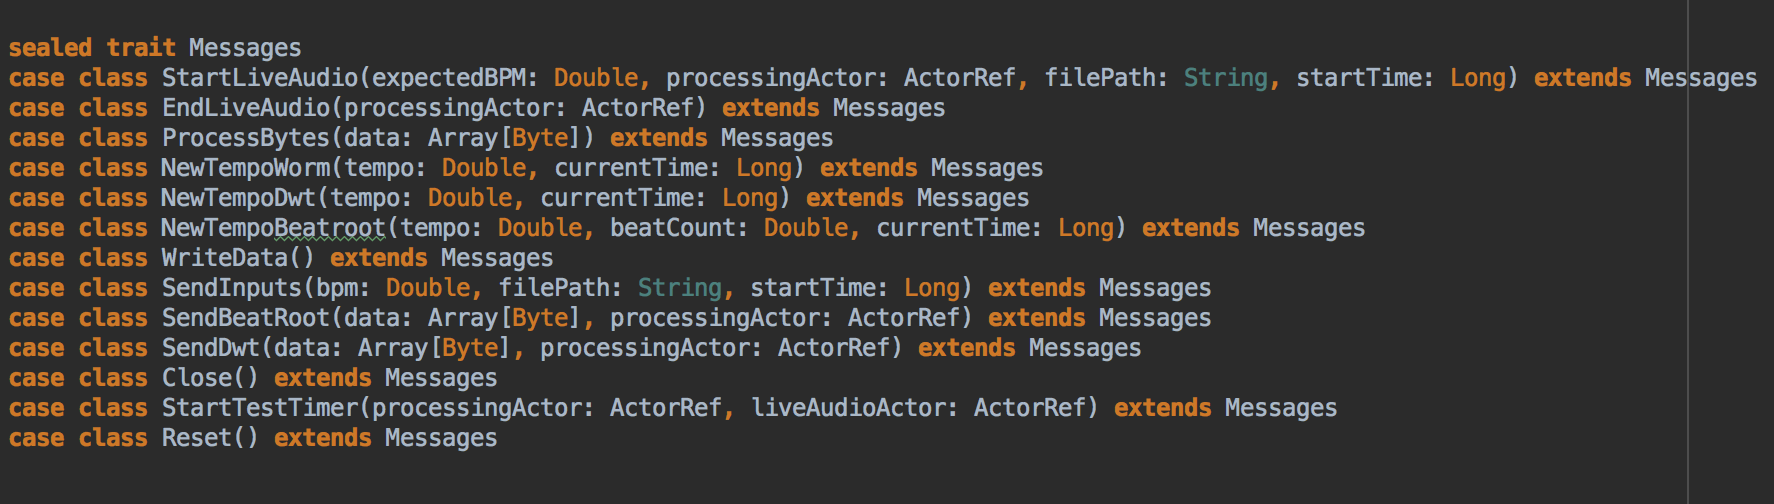 sealed trait Messages
case class StartLiveAudio(expectedBPM: Double, processingActor: ActorRef, filePath: String, startTime: Long) extends Messages
case class EndLiveAudio(processingActor: ActorRef) extends Messages
case class ProcessBytes(data: Array[Byte]) extends Messages
case class NewTempoWorm(tempo: Double, currentTime: Long) extends Messages
case class NewTempoDwt(tempo: Double, currentTime: Long) extends Messages
case class NewTempoBeatroot(tempo: Double, beatCount: Double, currentTime: Long) extends Messages
case class WriteData() extends Messages
case class SendInputs(bpm: Double, filePath: String, startTime: Long) extends Messages
case class SendBeatRoot(data: Array[Byte], processingActor: ActorRef) extends Messages
case class SendDwt(data: Array[Byte], processingActor: ActorRef) extends Messages
case class Close() extends Messages
case class StartTestTimer(processingActor: ActorRef, liveAudioActor: ActorRef) extends Messages
case class Reset() extends Messages